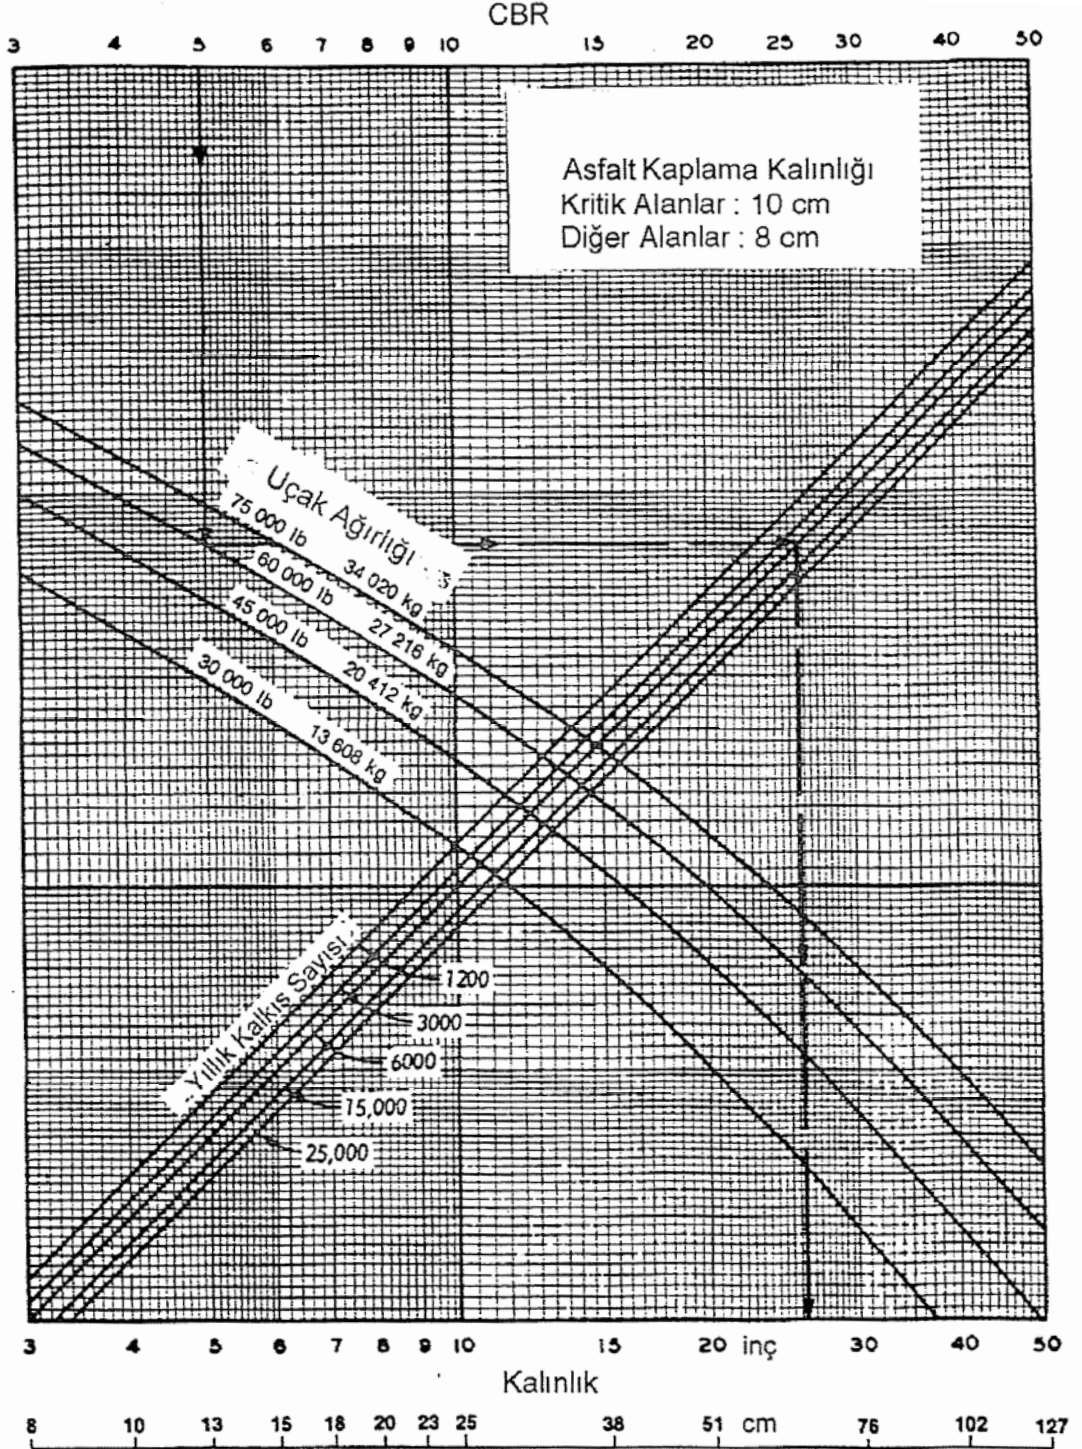 CBR
3 4 5 6 7 8 9 10 15 20 25 30 40 50
Asfalt Kaplama Kalınlığı
Kritik Alanlar : 10 cm
Diğer Alanlar : 8 cm
Uçak Ağırlığı
75 000 lb 34 020 kg
60 000 lb 27 216 kg
45 000 lb 20 412 kg
30 000 lb 13 608 kg
Yıllık Kalkış Sayısı
1200
3000
6000
15,000
25,000
3 4 5 6 7 8 9 10 15 20 inç 30 40 50
Kalınlık
8 10 13 15 18 20 23 25 38 51 cm 76 102 127